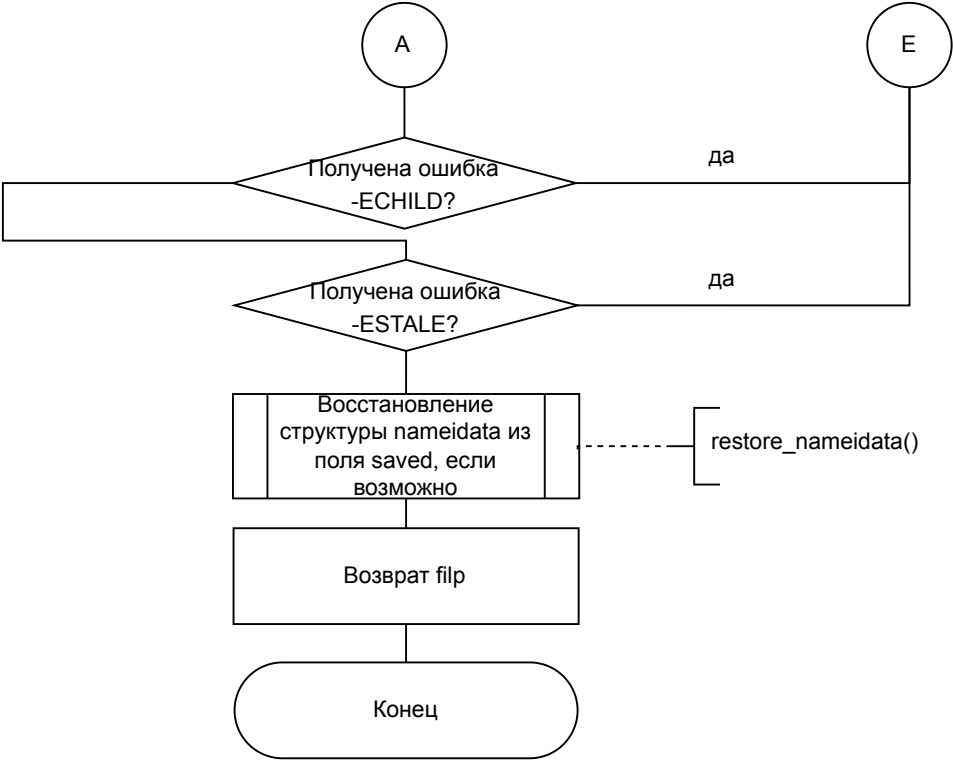 A
E
Получена ошибка
-ECHILD?
да
Получена ошибка
-ESTALE?
да
Восстановление
структуры nameidata из
поля saved, если
возможно
restore_nameidata()
Возврат filp
Конец